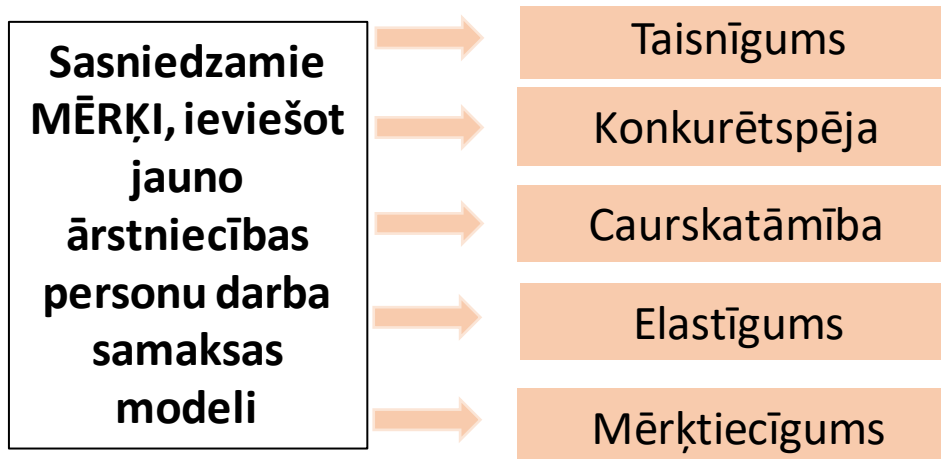 Sasniedzamie
MĒRĶI, ieviešot
jauno
ārstniecības
personu darba
samaksas
modeli
Taisnīgums
Konkurētspēja
Caurskatāmība
Elastīgums
Mērķtiecīgums